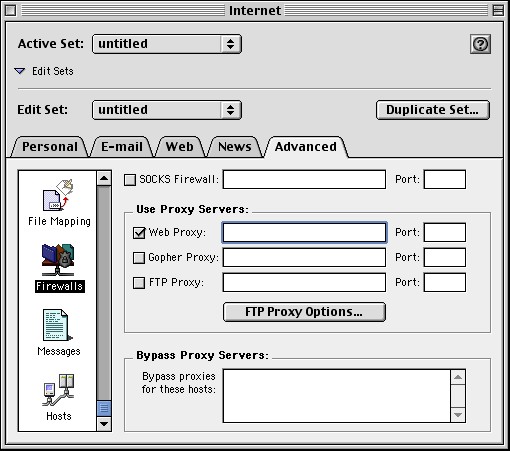 Internet
Active Set: untitled
?
Edit Sets
Edit Set: untitled Duplicate Set...
Personal E-mail Web News Advanced
File Mapping
Firewalls
Messages
Hosts
SOCKS Firewall: Port:
Use Proxy Servers:
Web Proxy: Port:
Gopher Proxy: Port:
FTP Proxy: Port:
FTP Proxy Options...
Bypass Proxy Servers:
Bypass proxies
for these hosts: